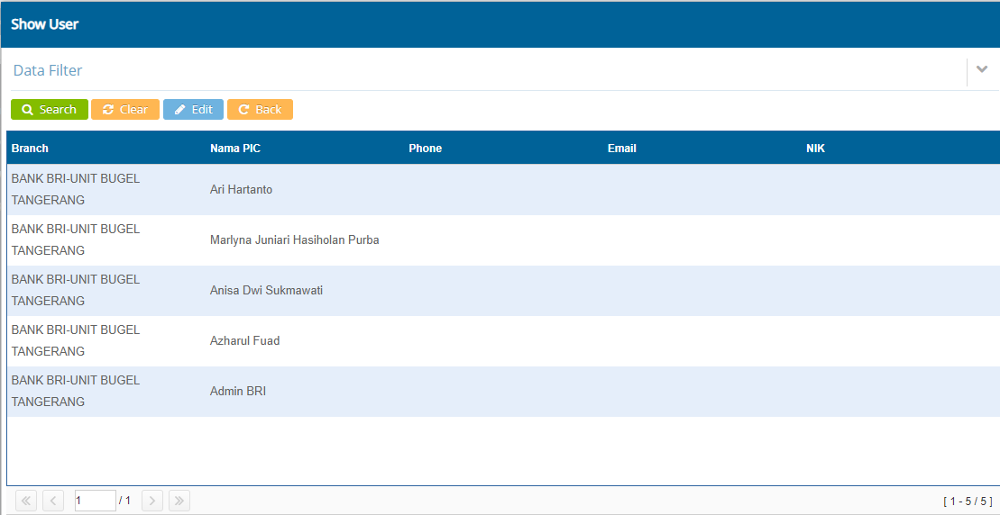 Show User
Data Filter
Search Clear Edit Back
Branch Nama PIC Phone Email NIK
BANK BRI-UNIT BUGEL
TANGERANG
Ari Hartanto
BANK BRI-UNIT BUGEL
TANGERANG
Marlyna Juniari Hasiholan Purba
BANK BRI-UNIT BUGEL
TANGERANG
Anisa Dwi Sukmawati
BANK BRI-UNIT BUGEL
TANGERANG
Azharul Fuad
BANK BRI-UNIT BUGEL
TANGERANG
Admin BRI
1 / 1 [ 1 - 5 / 5 ]